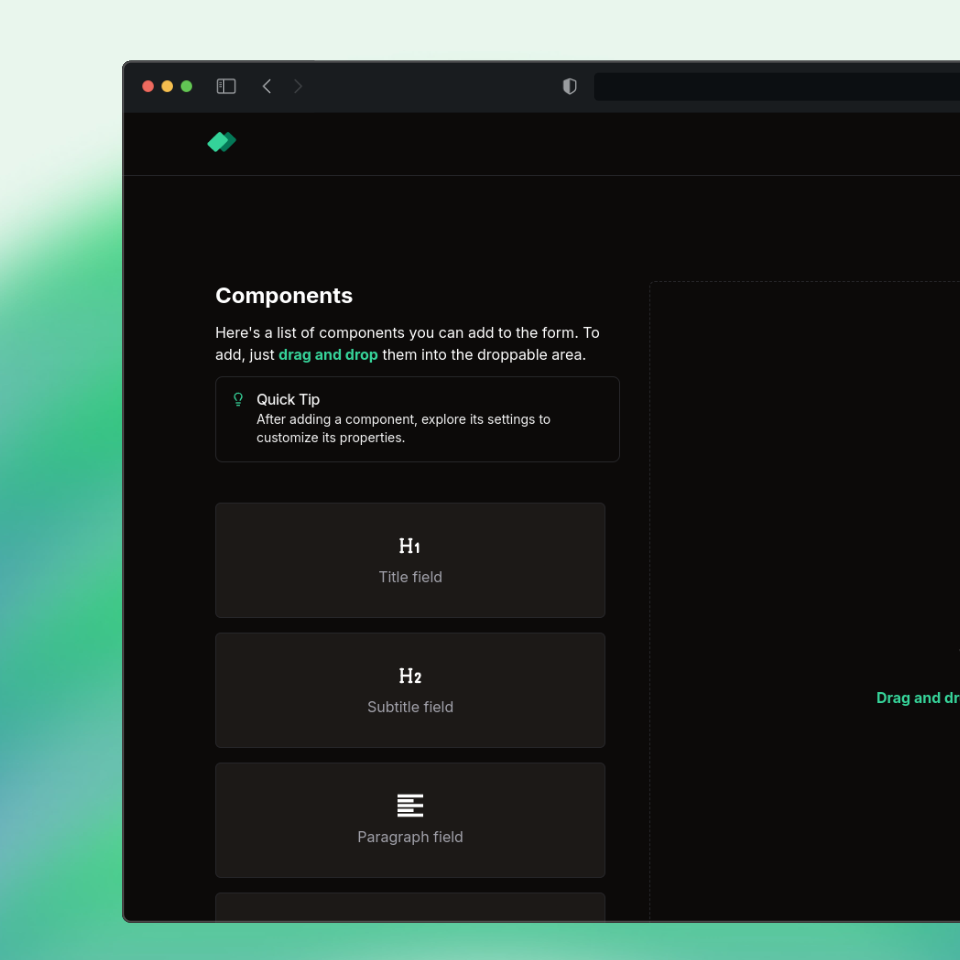 Components
Here's a list of components you can add to the form. To
add, just drag and drop them into the droppable area.
Quick Tip
After adding a component, explore its settings to
customize its properties.
H1
Title field
H2
Subtitle field
Drag and dr
Paragraph field